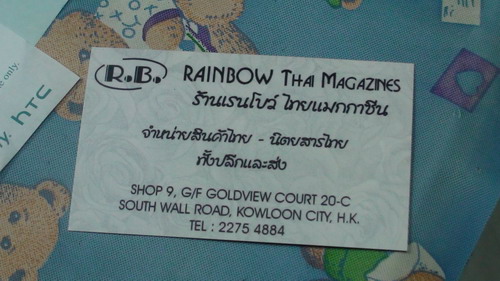 R.B. RAINBOW THAI MAGAZINES
ร้านเรนโบว์ ไทยแมกกาซีน
จำหน่ายสินค้าไทย - นิตยสารไทย
ทั้งปลีกและส่ง
SHOP 9, G/F GOLDVIEW COURT 20-C
SOUTH WALL ROAD, KOWLOON CITY, H.K.
TEL : 2275 4884
e only.
hTC